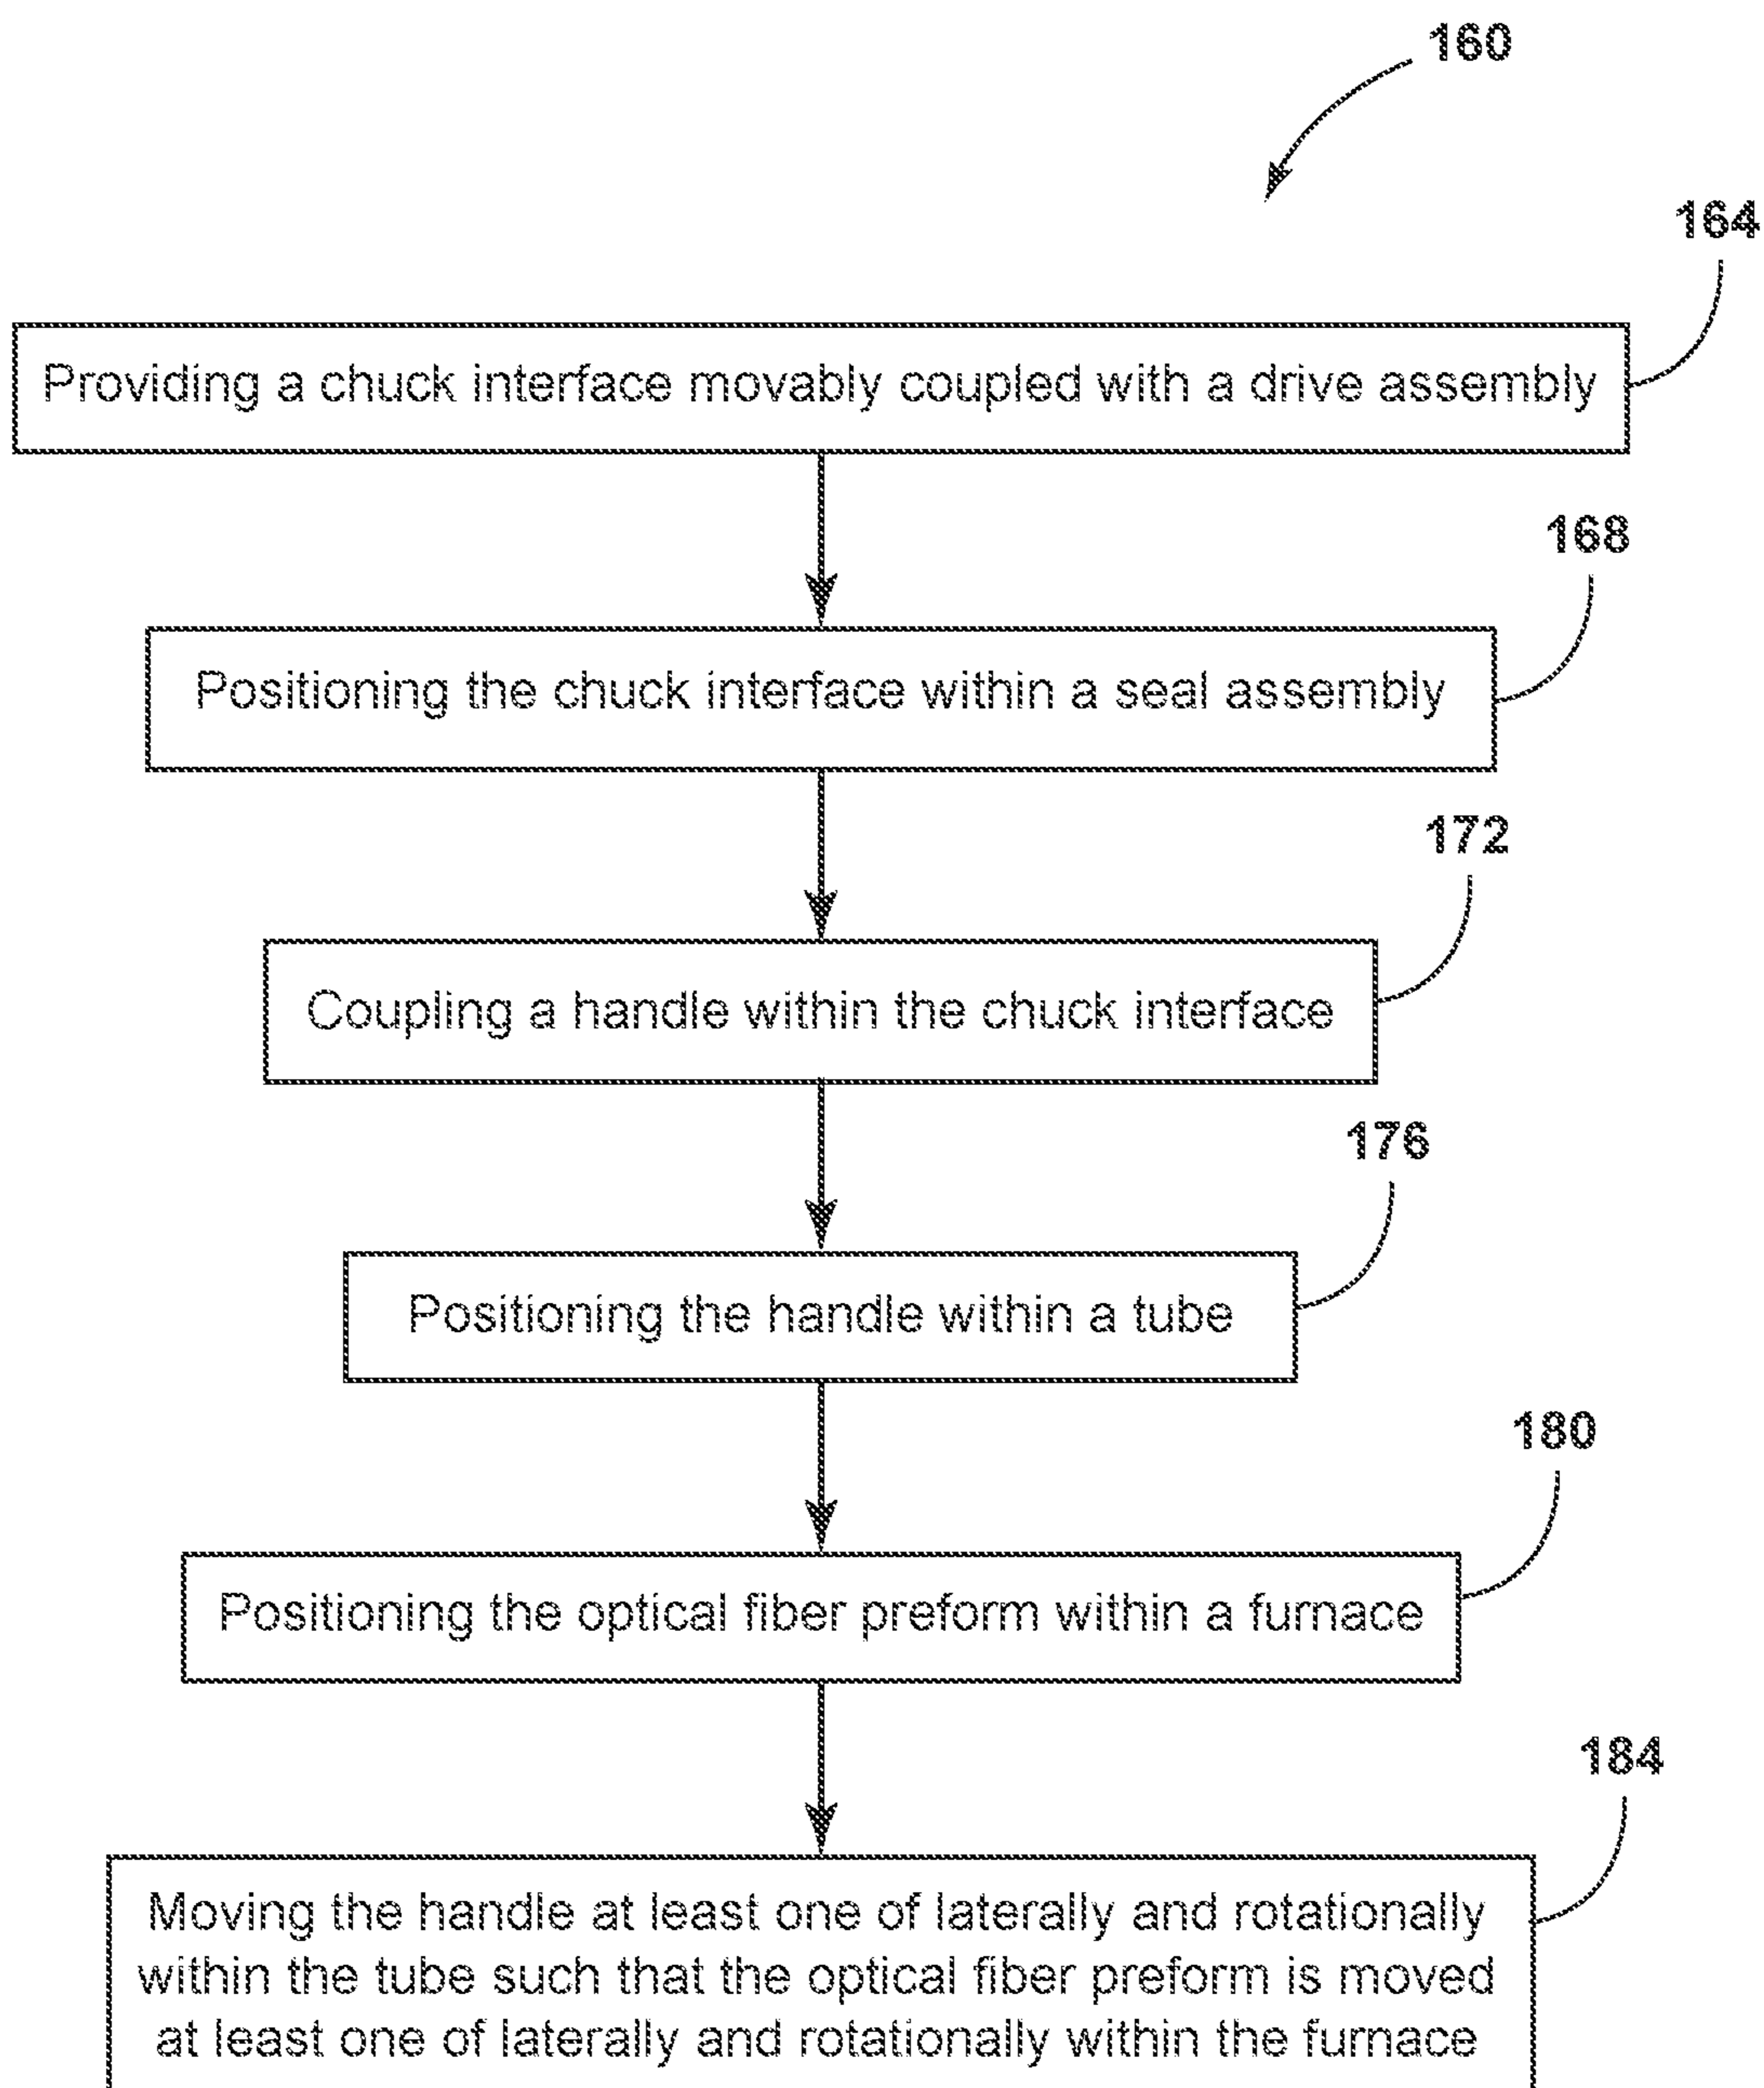 160
164
Providing a chuck interface movably coupled with a drive assembly
168
Positioning the chuck interface within a seal assembly
172
Coupling a handle within the chuck interface
176
Positioning the handle within a tube
180
Positioning the optical fiber preform within a furnace
184
Moving the handle at least one of laterally and rotationally
within the tube such that the optical fiber preform is moved
at least one of laterally and rotationally within the furnace